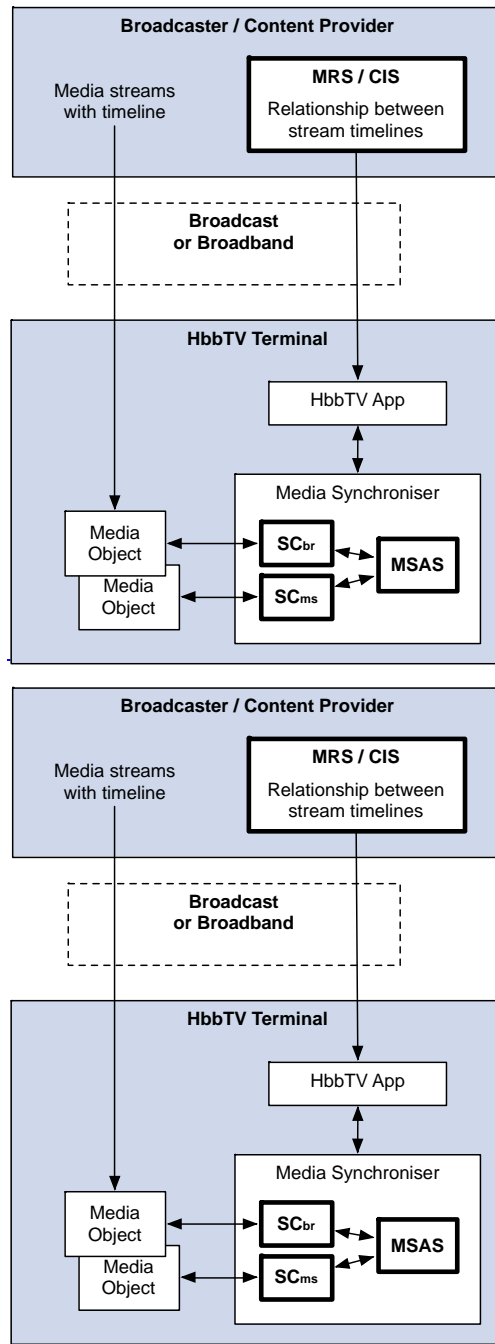 Broadcaster / Content Provider
Media streams
with timeline
MRS / CIS
Relationship between
stream timelines
Broadcast
or Broadband
HbbTV Terminal
HbbTV App
Media Synchroniser
Media
Object
Media
Object
SCbr
SCms
MSAS
Broadcaster / Content Provider
Media streams
with timeline
MRS / CIS
Relationship between
stream timelines
Broadcast
or Broadband
HbbTV Terminal
HbbTV App
Media Synchroniser
Media
Object
Media
Object
SCbr
SCms
MSAS